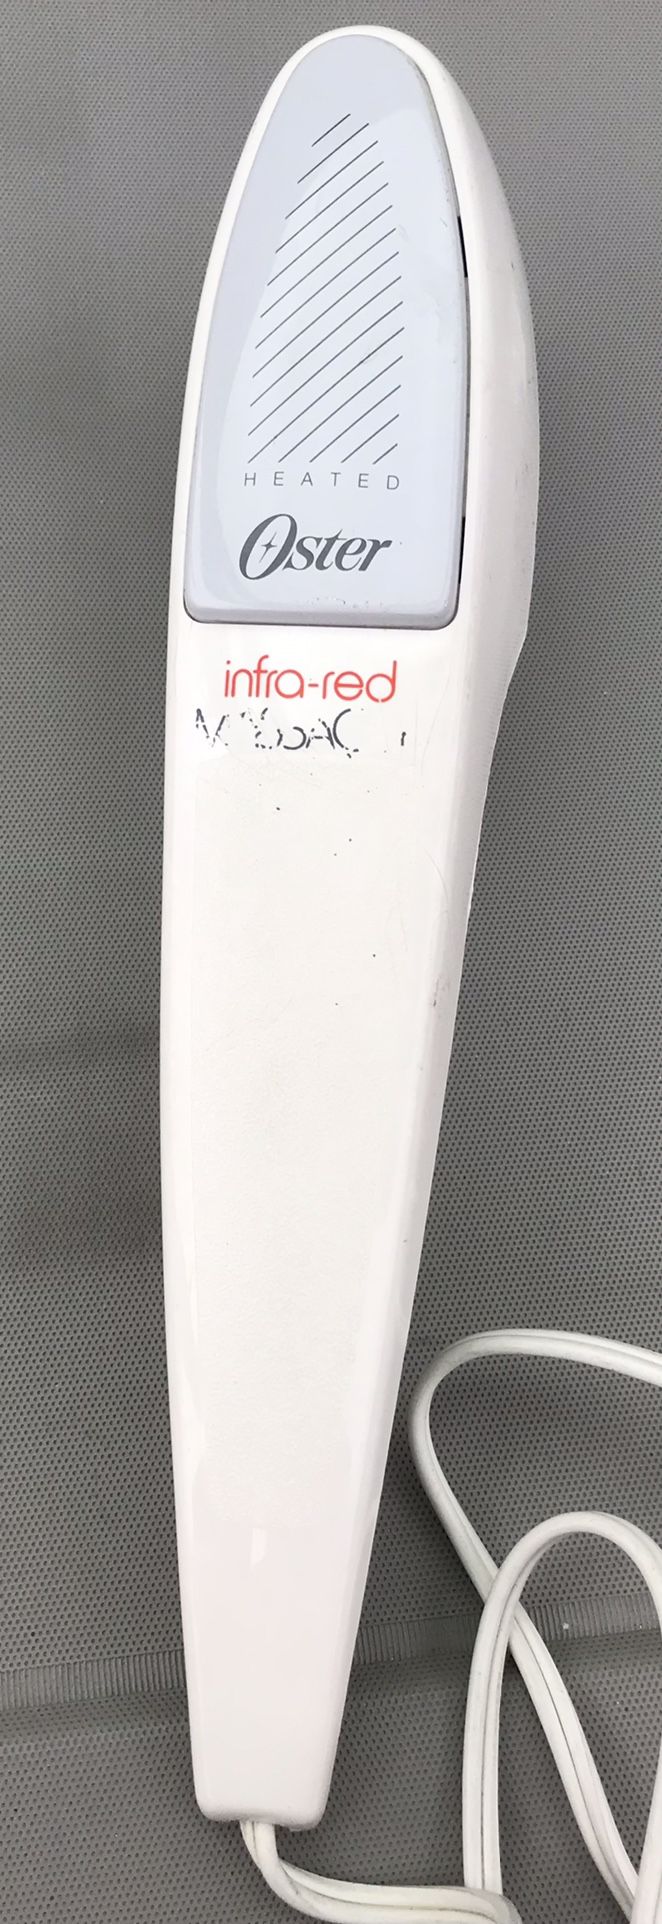 HEATED
Oster
infra-red